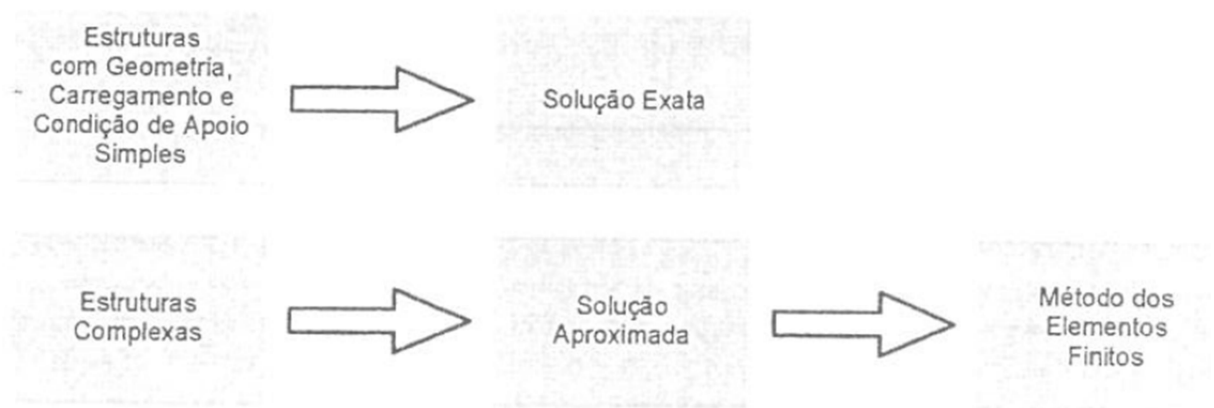 Estruturas
com Geometria,
Carregamento e
Condição de Apoio
Simples
Solução Exata
Estruturas
Complexas
Solução
Aproximada
Método dos
Elementos
Finitos